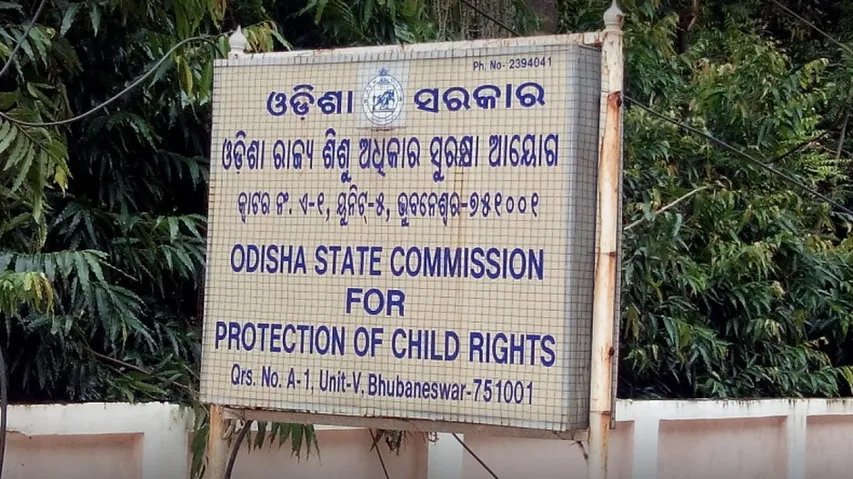 Ph. No- 2394041
ଓଡ଼ିଶା ସରକାର
ଓଡ଼ିଶା ରାଜ୍ୟ ଶିଶୁ ଅଧିକାର ସୁରକ୍ଷା ଆୟୋଗ
କ୍ୱାଟର ନଂ. ଏ-୧, ୟୁନିଟ୍-୫, ଭୁବନେଶ୍ୱର-୭୫୧୦୦୧
ODISHA STATE COMMISSION
FOR
PROTECTION OF CHILD RIGHTS
Qrs. No. A-1, Unit-V, Bhubaneswar-751001